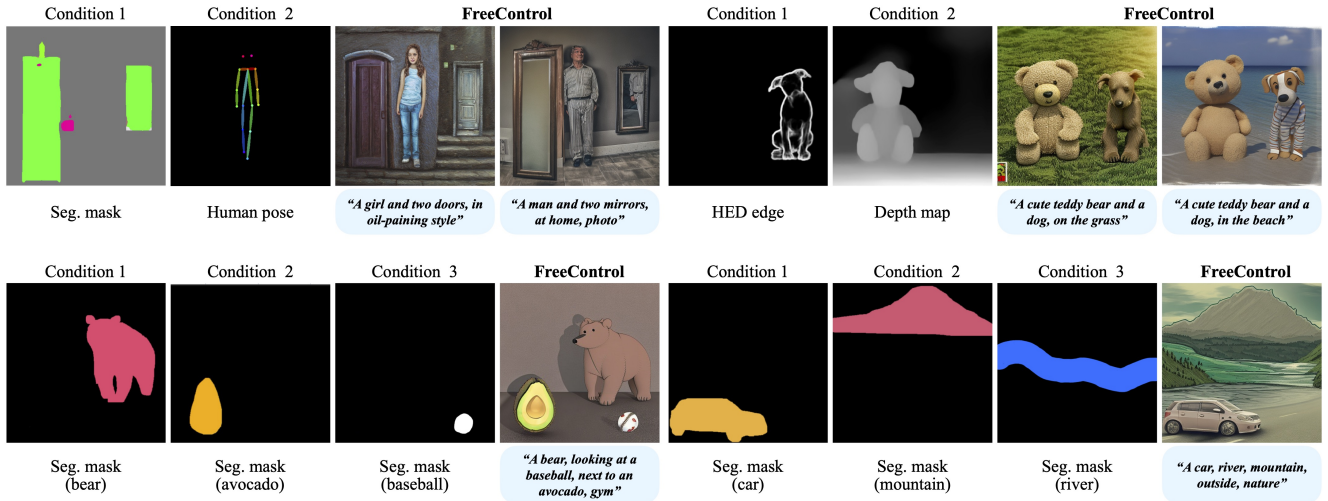 Condition 1
Condition 2
FreeControl
Condition 1
Condition 2
FreeControl
Seg. mask
Human pose
“A girl and two doors, in
oil-paining style”
“A man and two mirrors,
at home, photo”
HED edge
Depth map
“A cute teddy bear and a
dog, on the grass”
“A cute teddy bear and a
dog, in the beach”
Condition 1
Condition 2
Condition 3
FreeControl
Condition 1
Condition 2
Condition 3
FreeControl
Seg. mask
(bear)
Seg. mask
(avocado)
Seg. mask
(baseball)
“A bear, looking at a
baseball, next to an
avocado, gym”
Seg. mask
(car)
Seg. mask
(mountain)
Seg. mask
(river)
“A car, river, mountain,
outside, nature”